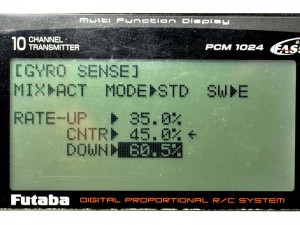 Multi Function Display
10 CHANNEL
TRANSMITTER
PCM 1024
FASS
[GYRO SENSE]
MIX▶ACT MODE▶STD SW▶E
RATE-UP ▶ 35.0%
CNTR▶ 45.0% ←
DOWN▶ 60.5%
Futaba DIGITAL PROPORTIONAL R/C SYSTEM